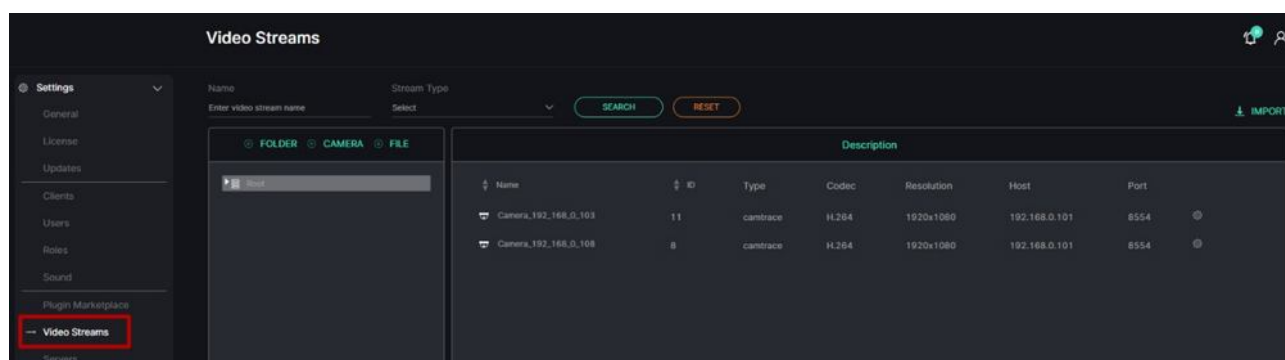 Video Streams
Settings
General
License
Updates
Clients
Users
Roles
Sound
Plugin Marketplace
Video Streams
Servers
Name
Stream Type
Enter video stream name
Select
SEARCH
RESET
IMPORT
FOLDER CAMERA FILE
Root
Description
Name ID Type Codec Resolution Host Port
Camera_192_168_0_103 11 camtrace H.264 1920x1080 192.168.0.101 8554
Camera_192_168_0_108 8 camtrace H.264 1920x1080 192.168.0.101 8554